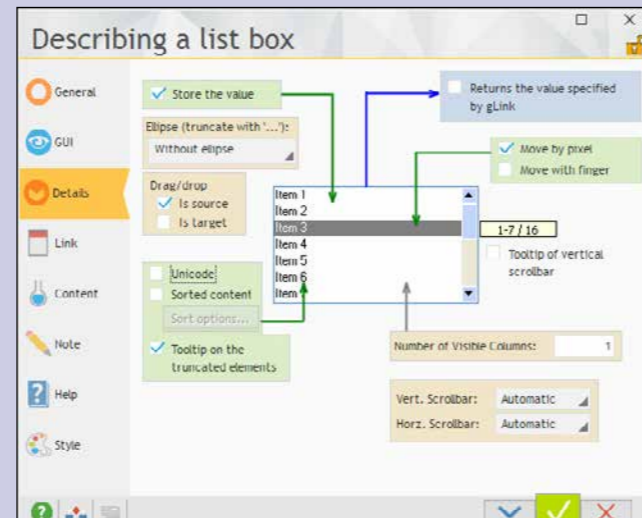 Describing a list box
General
GUI
Details
Link
Content
Note
Help
Style
Store the value
Elipse (truncate with '...'):
Without elipse
Drag/drop
Is source
Is target
Unicode
Sorted content
Sort options...
Tooltip on the
truncated elements
Item 1
Item 2
Item 3
Item 4
Item 5
Item 6
Item
Returns the value specified
by gLink
Move by pixel
Move with finger
1-7 / 16
Tooltip of vertical
scrollbar
Number of Visible Columns: 1
Vert. Scrollbar: Automatic
Horz. Scrollbar: Automatic